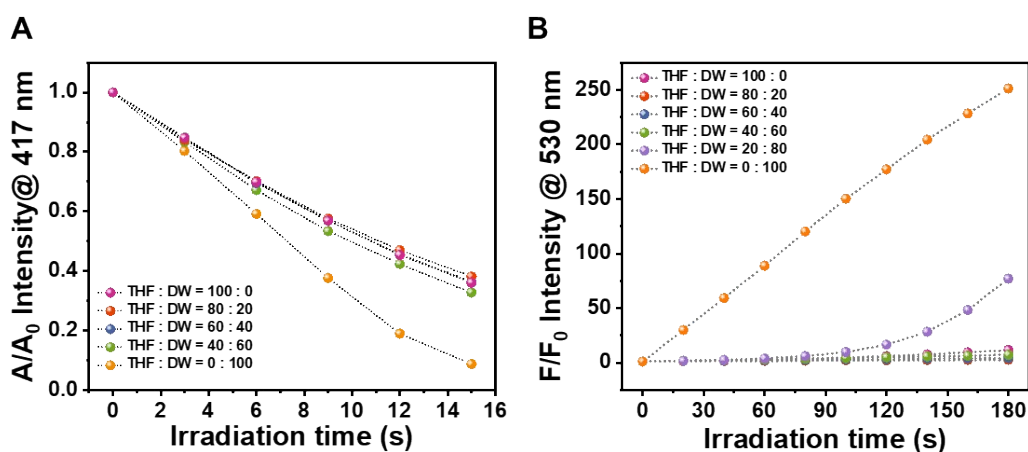 A
A/A₀ Intensity@ 417 nm
1.0
0.8
0.6
0.4
0.2
0.0
THF : DW = 100 : 0
THF : DW = 80 : 20
THF : DW = 60 : 40
THF : DW = 40 : 60
THF : DW = 0 : 100
0 2 4 6 8 10 12 14 16
Irradiation time (s)
B
F/F₀ Intensity @ 530 nm
250
200
150
100
50
0
THF : DW = 100 : 0
THF : DW = 80 : 20
THF : DW = 60 : 40
THF : DW = 40 : 60
THF : DW = 20 : 80
THF : DW = 0 : 100
0 30 60 90 120 150 180
Irradiation time (s)